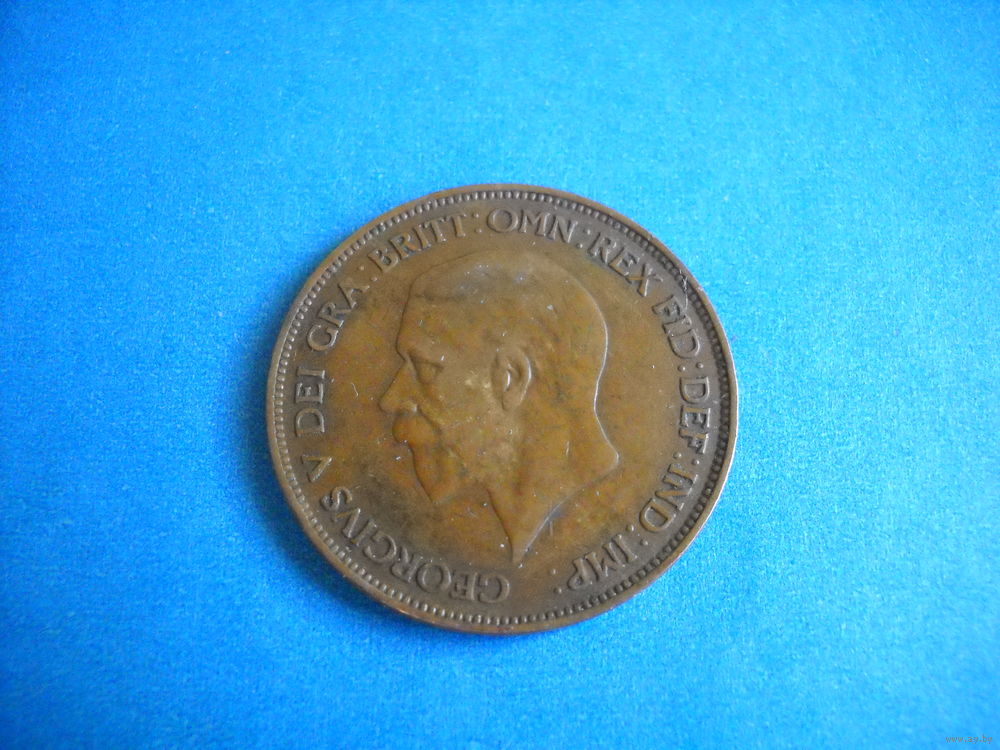 GEORGIVS V DEI GRA: BRITT: OMN: REX FID: DEF: IND: IMP:
www.ay.by